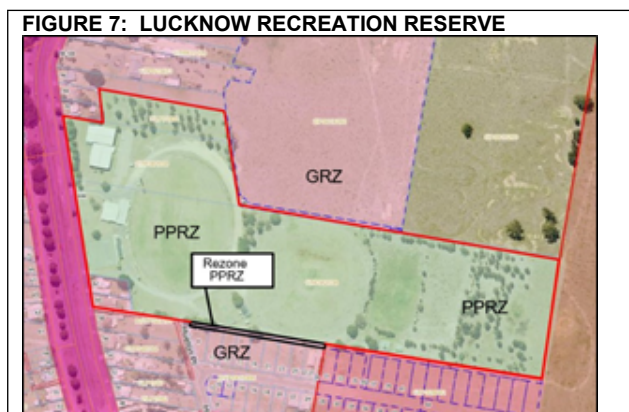 FIGURE 7: LUCKNOW RECREATION RESERVE
GRZ
PPRZ
Rezone
PPRZ
PPRZ
GRZ